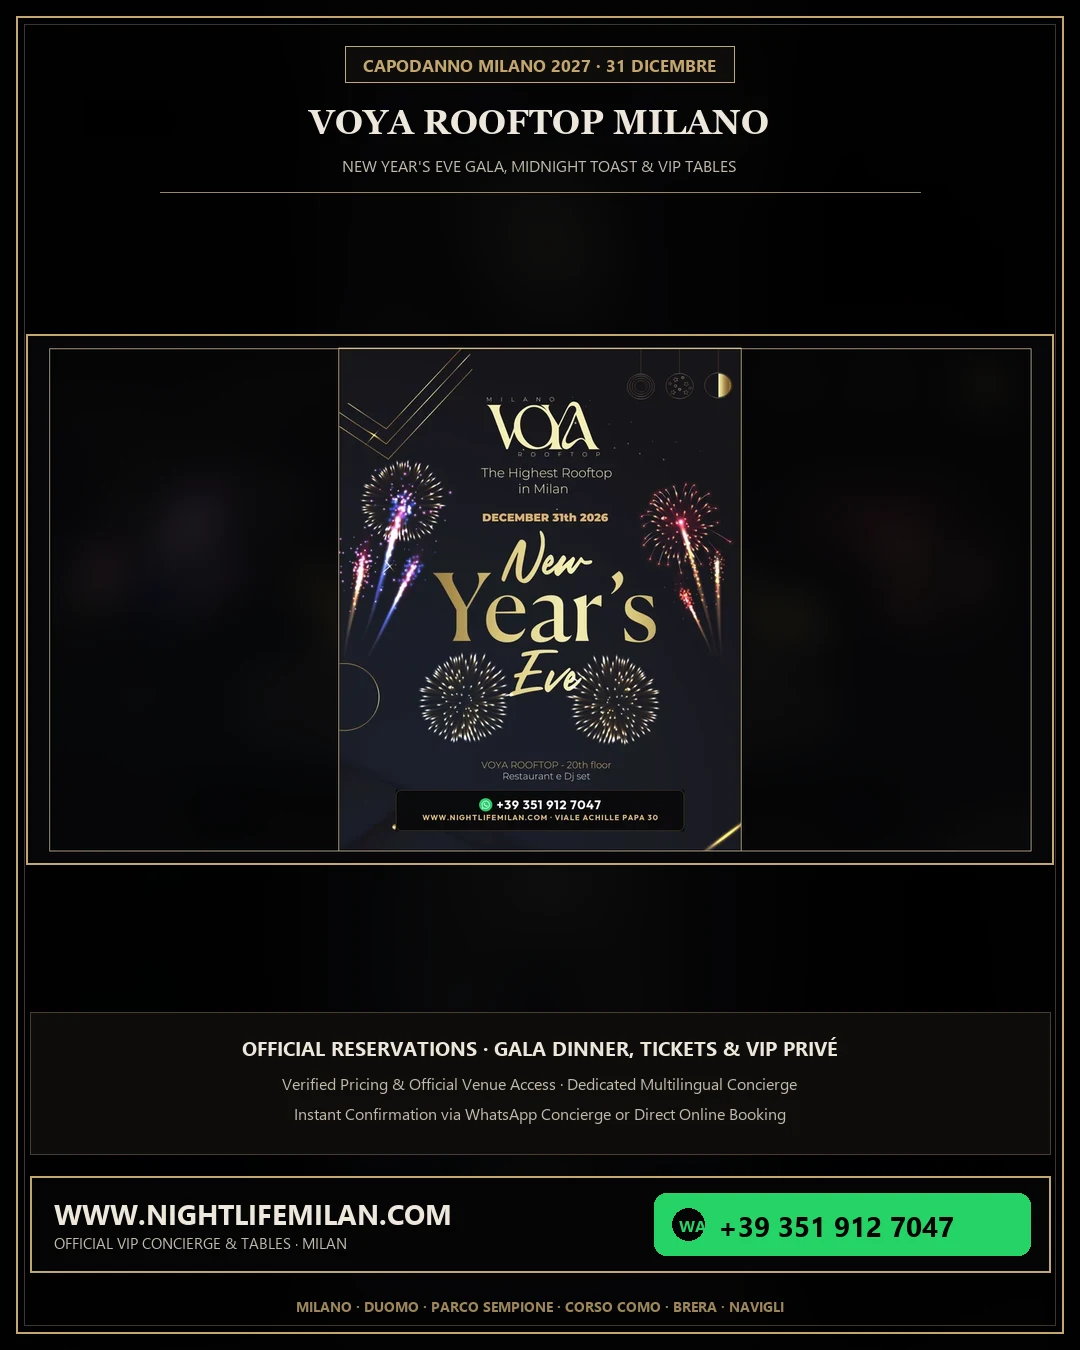 CAPODANNO MILANO 2027 · 31 DICEMBRE
VOYA ROOFTOP MILANO
NEW YEAR'S EVE GALA, MIDNIGHT TOAST & VIP TABLES
MILANO
VOYA
ROOFTOP
The Highest Rooftop
in Milan
DECEMBER 31th 2026
New
Year's
Eve
VOYA ROOFTOP - 20th floor
Restaurant e Dj set
+39 351 912 7047
WWW.NIGHTLIFEMILAN.COM · VIALE ACHILLE PAPA 30
OFFICIAL RESERVATIONS · GALA DINNER, TICKETS & VIP PRIVÉ
Verified Pricing & Official Venue Access · Dedicated Multilingual Concierge
Instant Confirmation via WhatsApp Concierge or Direct Online Booking
WWW.NIGHTLIFEMILAN.COM
OFFICIAL VIP CONCIERGE & TABLES · MILAN
WA +39 351 912 7047
MILANO · DUOMO · PARCO SEMPIONE · CORSO COMO · BRERA · NAVIGLI